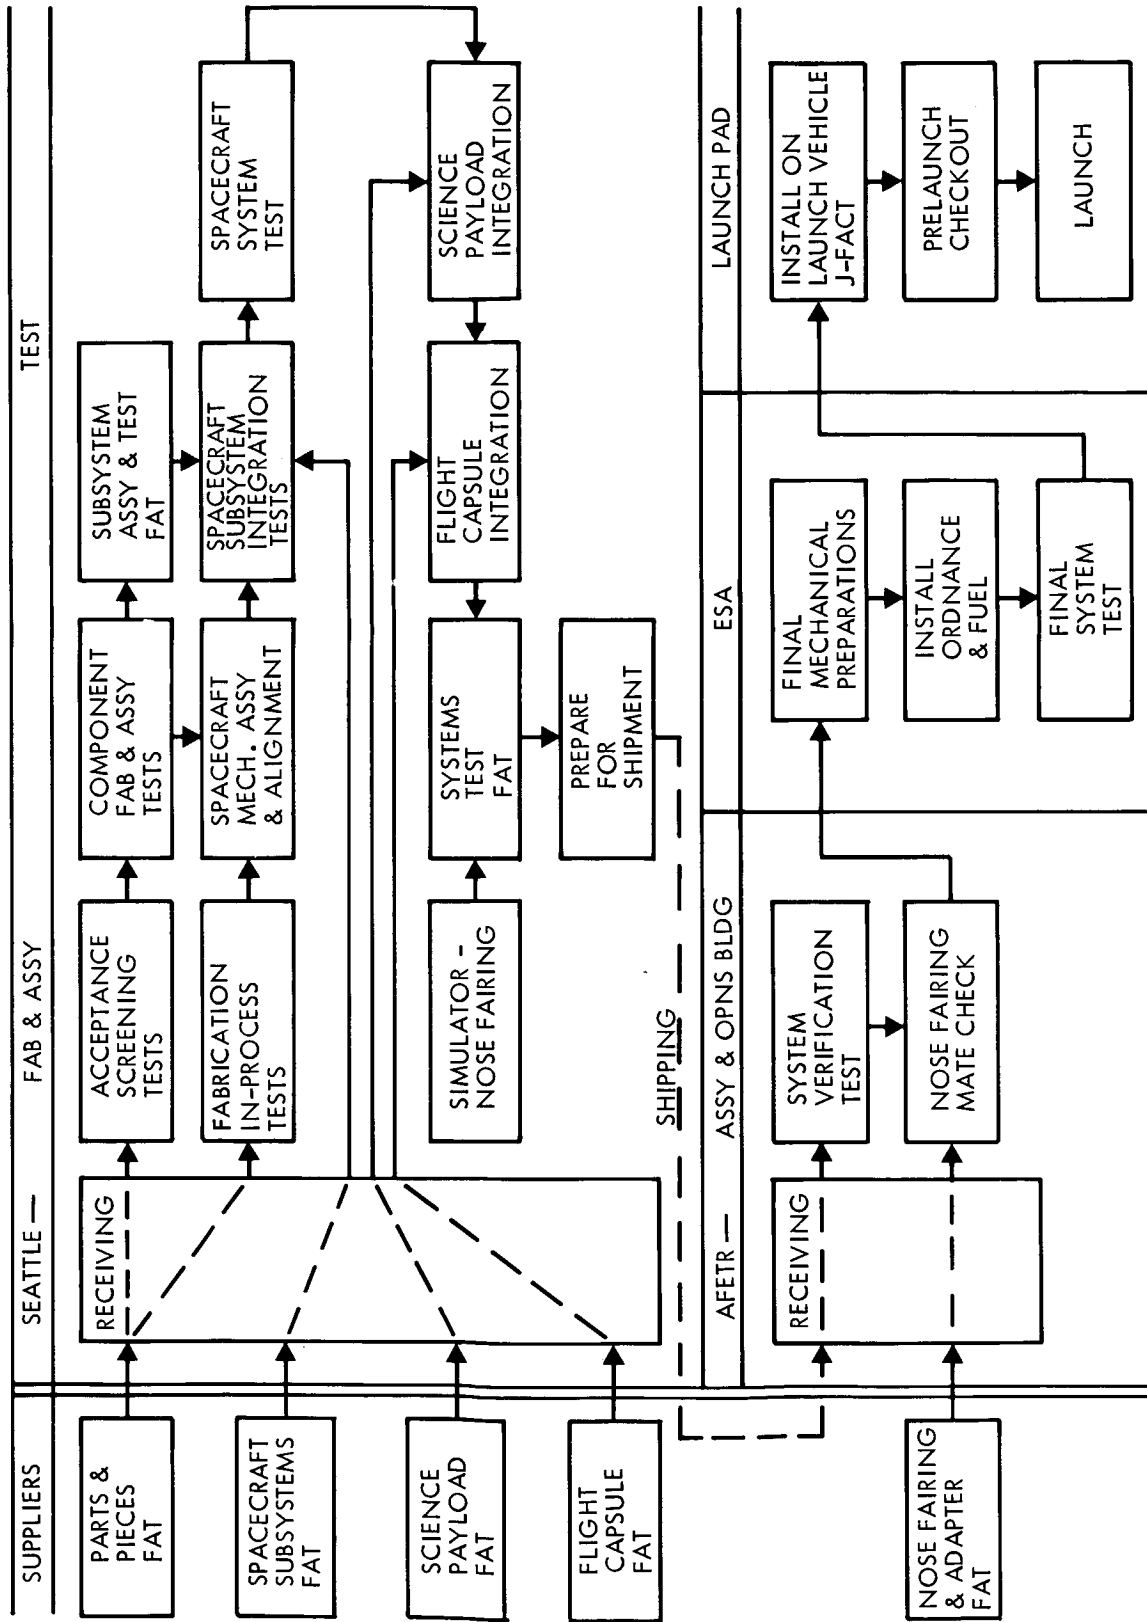 SUPPLIERS
SEATTLE —
FAB & ASSY
TEST
PARTS &
PIECES
FAT
SPACECRAFT
SUBSYSTEMS
FAT
SCIENCE
PAYLOAD
FAT
FLIGHT
CAPSULE
FAT
NOSE FAIRING
& ADAPTER
FAT
RECEIVING
ACCEPTANCE
SCREENING
TESTS
COMPONENT
FAB & ASSY
TESTS
SUBSYSTEM
ASSY & TEST
FAT
FABRICATION
IN-PROCESS
TESTS
SPACECRAFT
MECH. ASSY
& ALIGNMENT
SPACECRAFT
SUBSYSTEM
INTEGRATION
TESTS
SPACECRAFT
SYSTEM
TEST
SIMULATOR -
NOSE FAIRING
SYSTEMS
TEST
FAT
FLIGHT
CAPSULE
INTEGRATION
SCIENCE
PAYLOAD
INTEGRATION
PREPARE
FOR
SHIPMENT
SHIPPING
AFETR —
ASSY & OPNS BLDG
ESA
LAUNCH PAD
RECEIVING
SYSTEM
VERIFICATION
TEST
NOSE FAIRING
MATE CHECK
FINAL
MECHANICAL
PREPARATIONS
INSTALL
ORDNANCE
& FUEL
FINAL
SYSTEM
TEST
INSTALL ON
LAUNCH VEHICLE
J-FACT
PRELAUNCH
CHECKOUT
LAUNCH